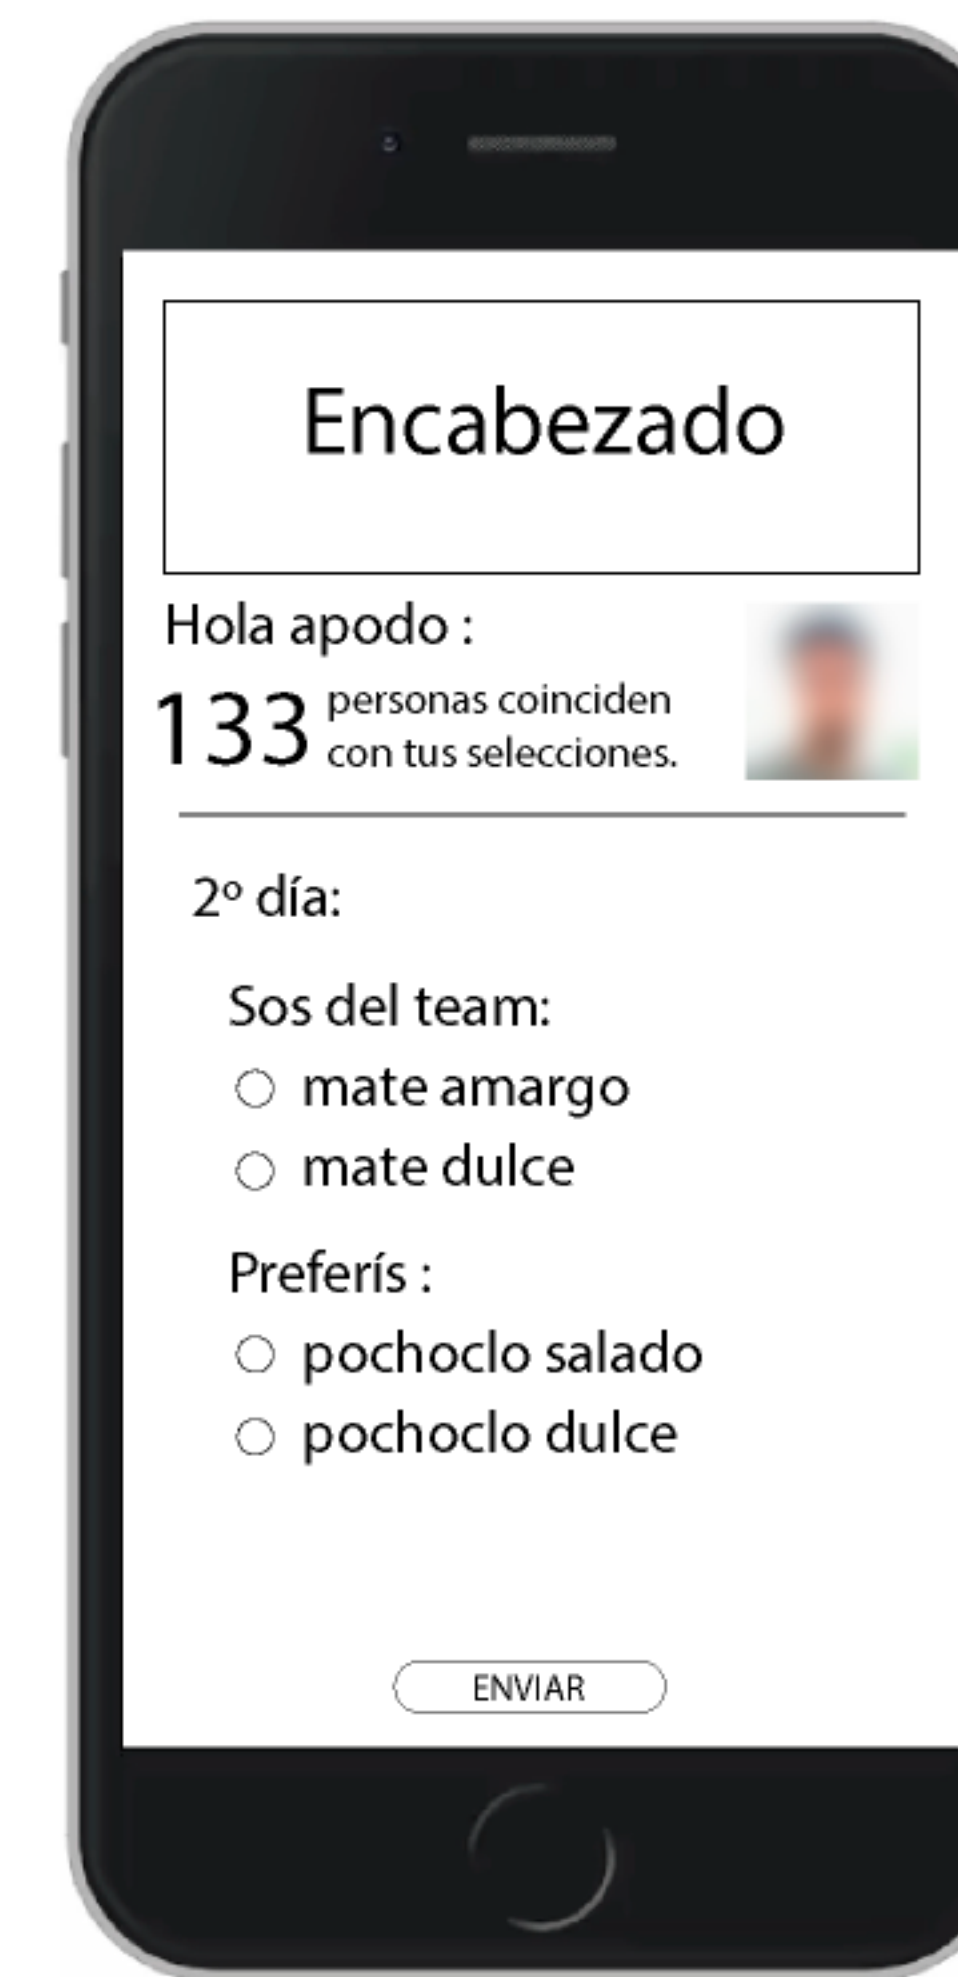 Encabezado
Hola apodo :
133 personas coinciden
con tus selecciones.
2º día:
Sos del team:
mate amargo
mate dulce
Preferís :
pochoclo salado
pochoclo dulce
ENVIAR